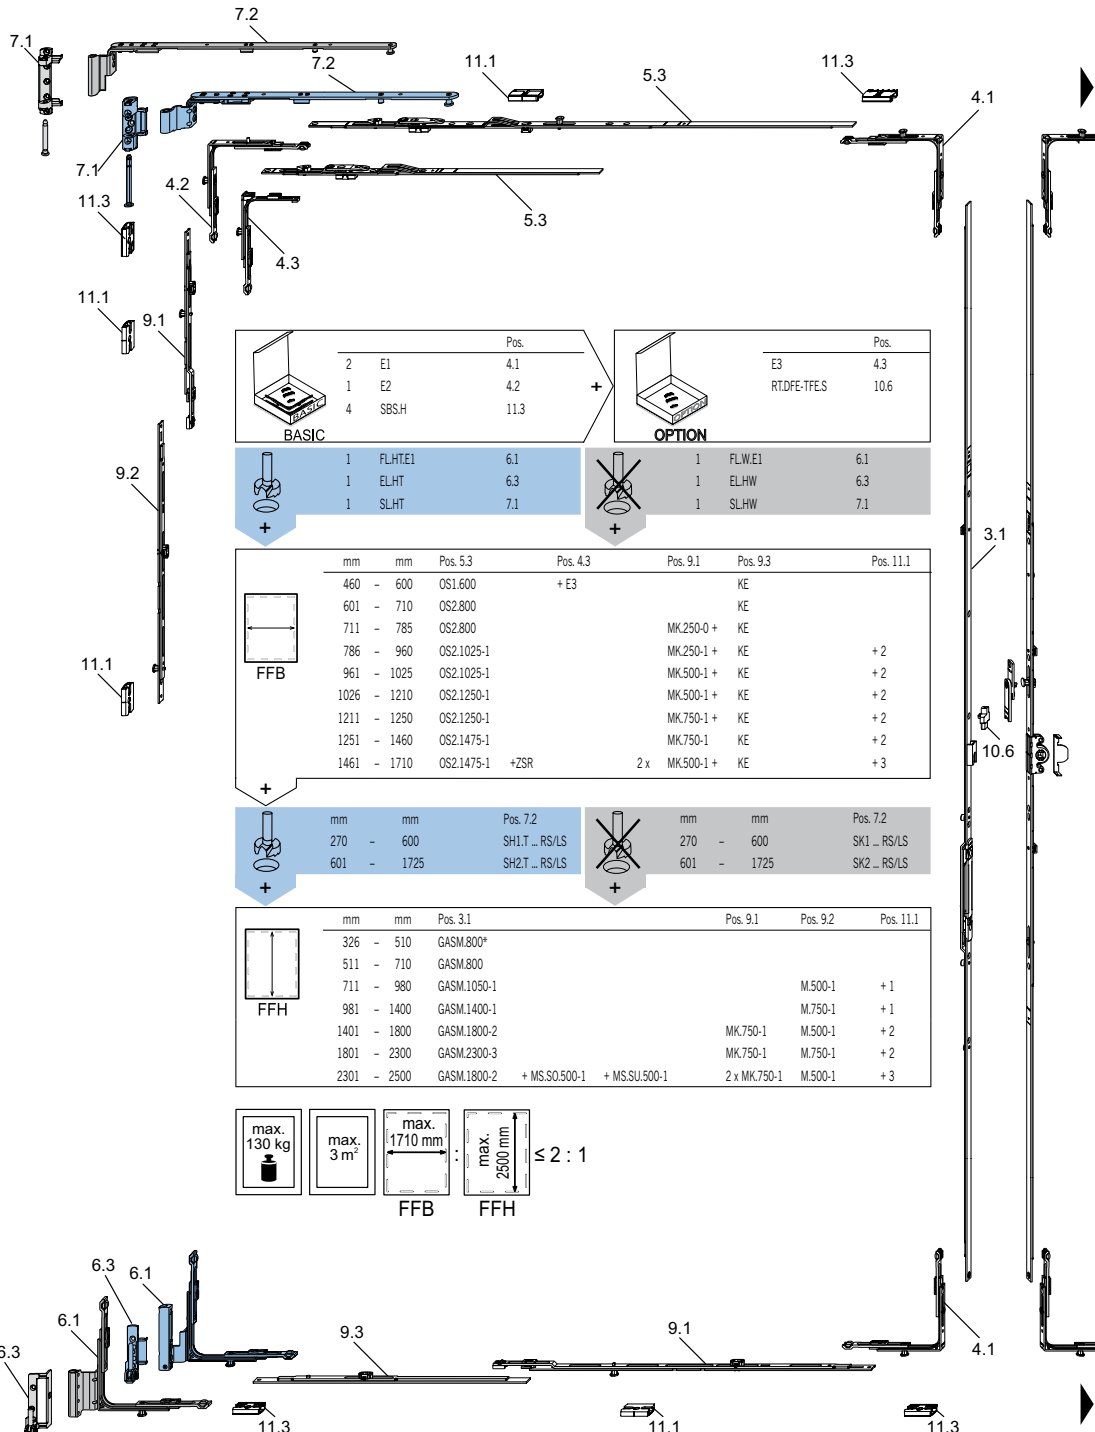 7.2
7.1
7.2
11.1
5.3
11.3
4.1
7.1
4.2
11.3
4.3
5.3
11.1
9.1
9.2
11.1
3.1
10.6
Pos.
2 E1 4.1
1 E2 4.2
4 SBS.H 11.3
BASIC
BASIC
+
Pos.
E3 4.3
RT.DFE-TFE.S 10.6
OPTION
OPTION
1 FL.HT.E1 6.1
1 EL.HT 6.3
1 SL.HT 7.1
+
1 FL.W.E1 6.1
1 EL.HW 6.3
1 SL.HW 7.1
+
mm mm Pos. 5.3 Pos. 4.3 Pos. 9.1 Pos. 9.3 Pos. 11.1
460 – 600 OS1.600 + E3 KE
601 – 710 OS2.800 KE
711 – 785 OS2.800 MK.250-0 + KE
786 – 960 OS2.1025-1 MK.250-1 + KE + 2
961 – 1025 OS2.1025-1 MK.500-1 + KE + 2
1026 – 1210 OS2.1250-1 MK.500-1 + KE + 2
1211 – 1250 OS2.1250-1 MK.750-1 + KE + 2
1251 – 1460 OS2.1475-1 MK.750-1 KE + 2
1461 – 1710 OS2.1475-1 +ZSR 2 x MK.500-1 + KE + 3
FFB
+
mm mm Pos. 7.2
270 – 600 SH1.T ... RS/LS
601 – 1725 SH2.T ... RS/LS
+
mm mm Pos. 7.2
270 – 600 SK1 ... RS/LS
601 – 1725 SK2 ... RS/LS
+
mm mm Pos. 3.1 Pos. 9.1 Pos. 9.2 Pos. 11.1
326 – 510 GASM.800*
511 – 710 GASM.800
711 – 980 GASM.1050-1 M.500-1 + 1
981 – 1400 GASM.1400-1 M.750-1 + 1
1401 – 1800 GASM.1800-2 MK.750-1 M.500-1 + 2
1801 – 2300 GASM.2300-3 MK.750-1 M.750-1 + 2
2301 – 2500 GASM.1800-2 + MS.SO.500-1 + MS.SU.500-1 2 x MK.750-1 M.500-1 + 3
FFH
max.
130 kg
max.
3 m²
max.
1710 mm
FFB
:
max.
2500 mm
FFH
≤ 2 : 1
6.3
6.1
6.1
6.3
9.3
9.1
4.1
11.3
11.1
11.3